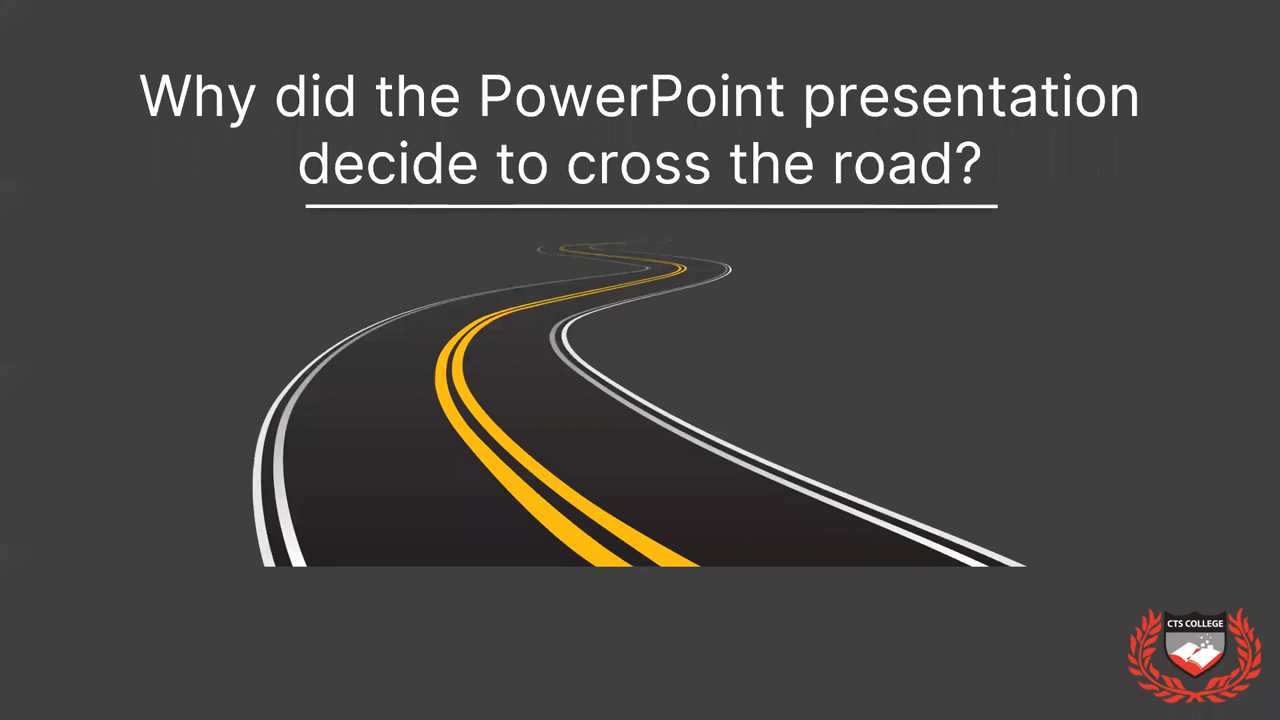 Why did the PowerPoint presentation
decide to cross the road?
CTS COLLEGE